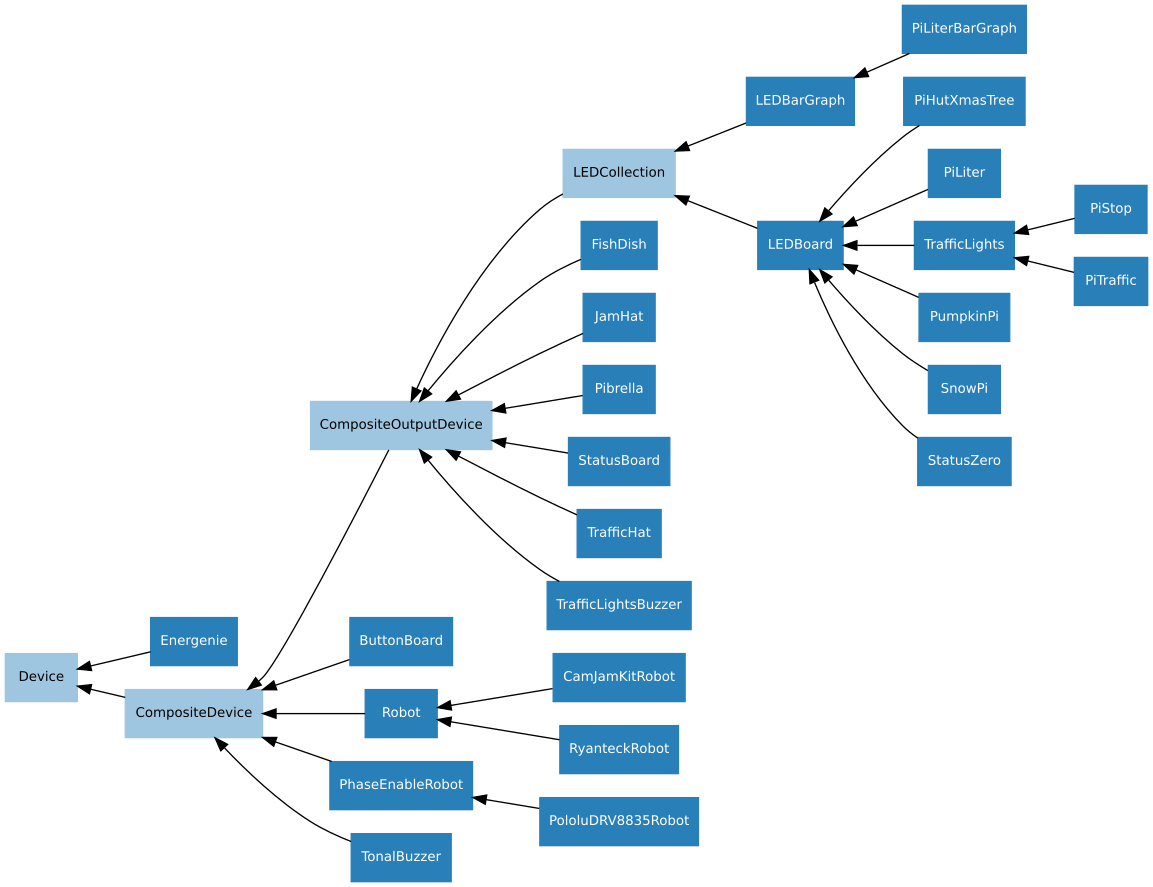 PiLiterBarGraph
LEDBarGraph
PiHutXmasTree
LEDCollection
PiLiter
PiStop
FishDish
LEDBoard
TrafficLights
PiTraffic
JamHat
PumpkinPi
Pibrella
SnowPi
CompositeOutputDevice
StatusBoard
StatusZero
TrafficHat
TrafficLightsBuzzer
Energenie
ButtonBoard
Device
CamJamKitRobot
CompositeDevice
Robot
RyanteckRobot
PhaseEnableRobot
PololuDRV8835Robot
TonalBuzzer